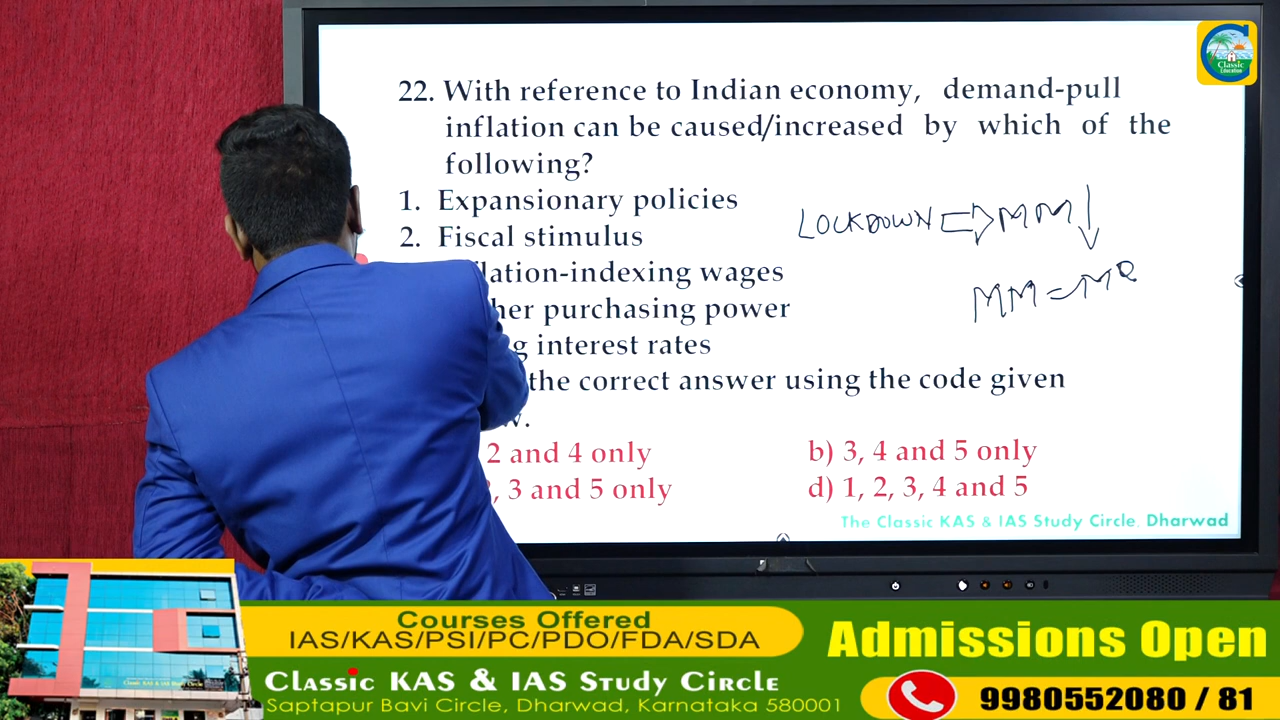 Classic
Education
22. With reference to Indian economy, demand-pull
inflation can be caused/increased by which of the
following?
1. Expansionary policies
2. Fiscal stimulus
lation-indexing wages
her purchasing power
g interest rates
the correct answer using the code given
w.
2 and 4 only
b) 3, 4 and 5 only
, 3 and 5 only
d) 1, 2, 3, 4 and 5
LOCKDOWN MM
MM = MR
The Classic KAS & IAS Study Circle, Dharwad
Courses Offered
IAS/KAS/PSI/PC/PDO/FDA/SDA
Classic KAS & IAS Study Circle
Saptapur Bavi Circle, Dharwad, Karnataka 580001
Admissions Open
9980552080 / 81